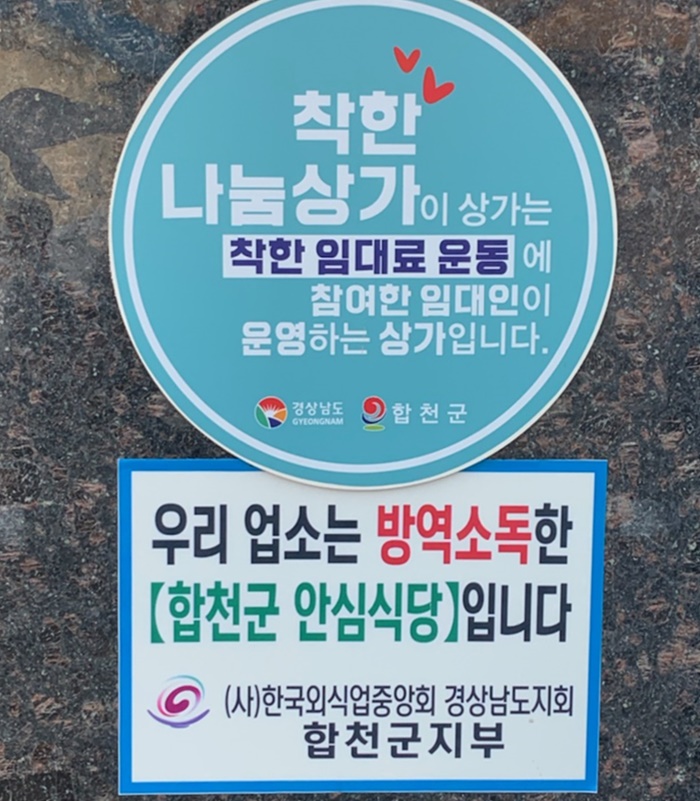 착한
나눔상가이 상가는
착한 임대료 운동 에
참여한 임대인이
운영하는 상가입니다.
경상남도
GYEONGNAM
합천군
우리 업소는 방역소독한
【합천군 안심식당】입니다
(사)한국외식업중앙회 경상남도지회
합천군지부